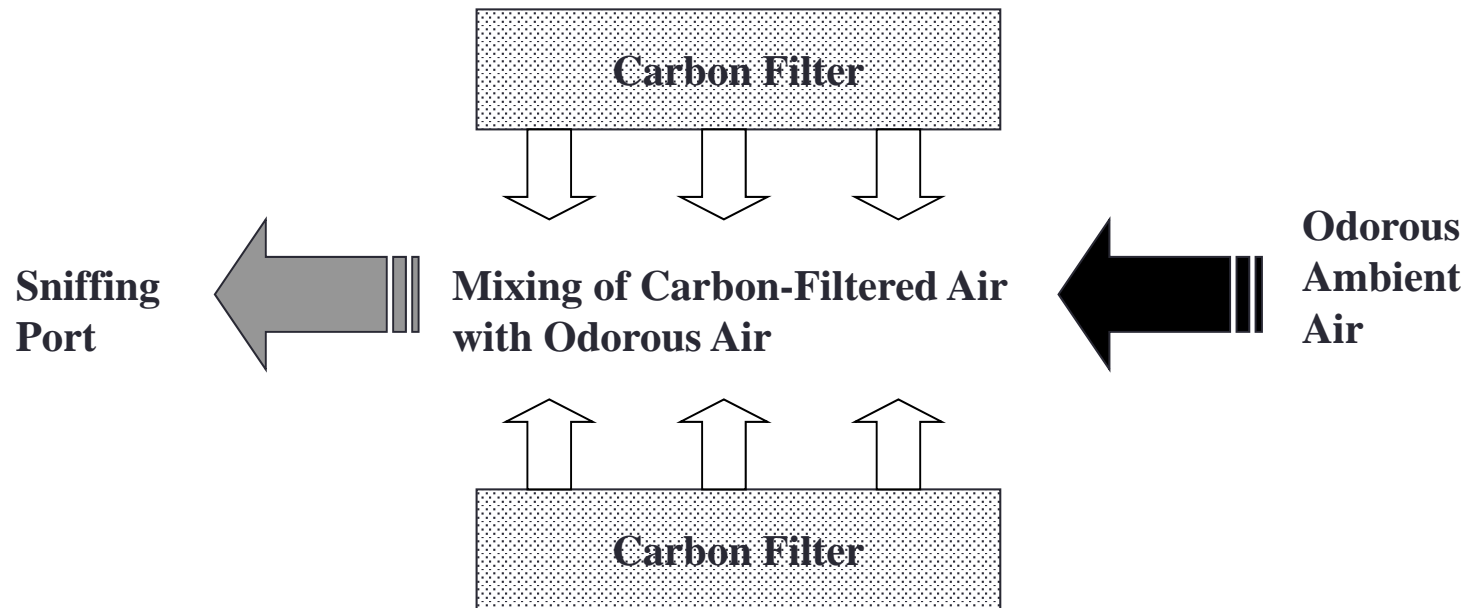 Carbon Filter
Sniffing
Port
Mixing of Carbon-Filtered Air
with Odorous Air
Odorous
Ambient
Air
Carbon Filter